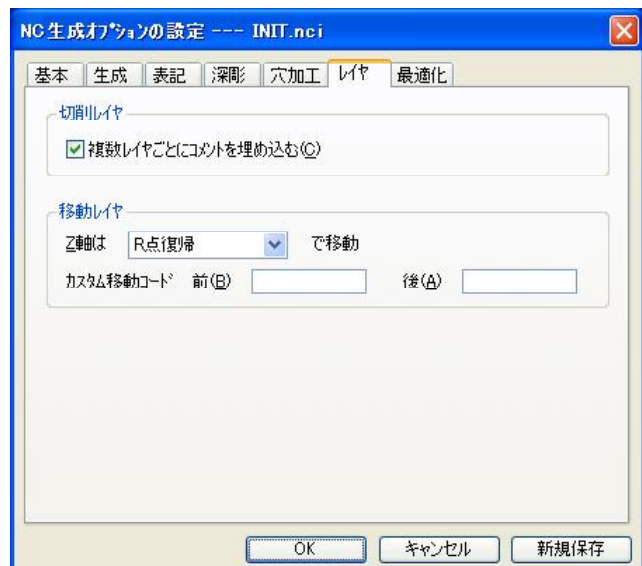 NC生成オプションの設定 --- INIT.nci
基本 生成 表記 深彫 穴加工 レイヤ 最適化
切削レイヤ
複数レイヤごとにコメントを埋め込む(C)
移動レイヤ
Z軸は R点復帰 で移動
カスタム移動コード 前(B) 後(A)
OK キャンセル 新規保存